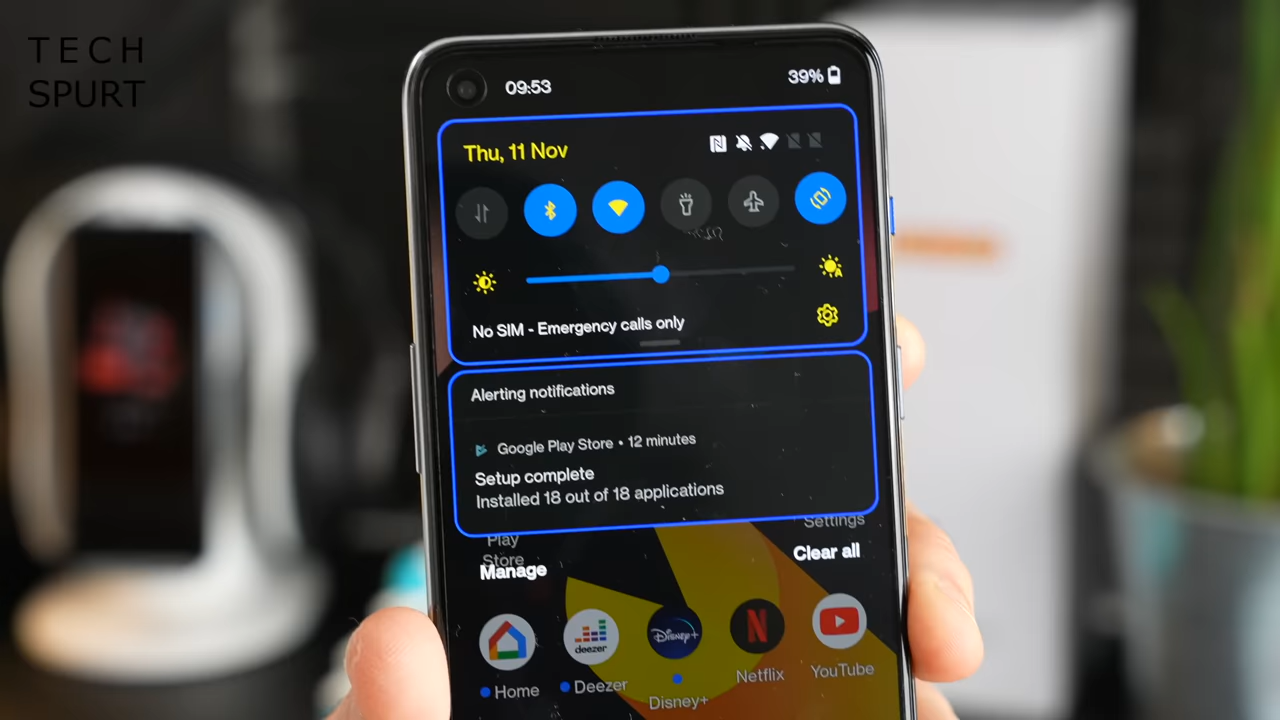 TECH
SPURT
09:53
39%
Thu, 11 Nov
No SIM - Emergency calls only
Alerting notifications
Google Play Store • 12 minutes
Setup complete
Installed 18 out of 18 applications
Play
Store
Settings
Manage
Clear all
deezer
Disney+
N
Home
Deezer
Disney+
Netflix
YouTube